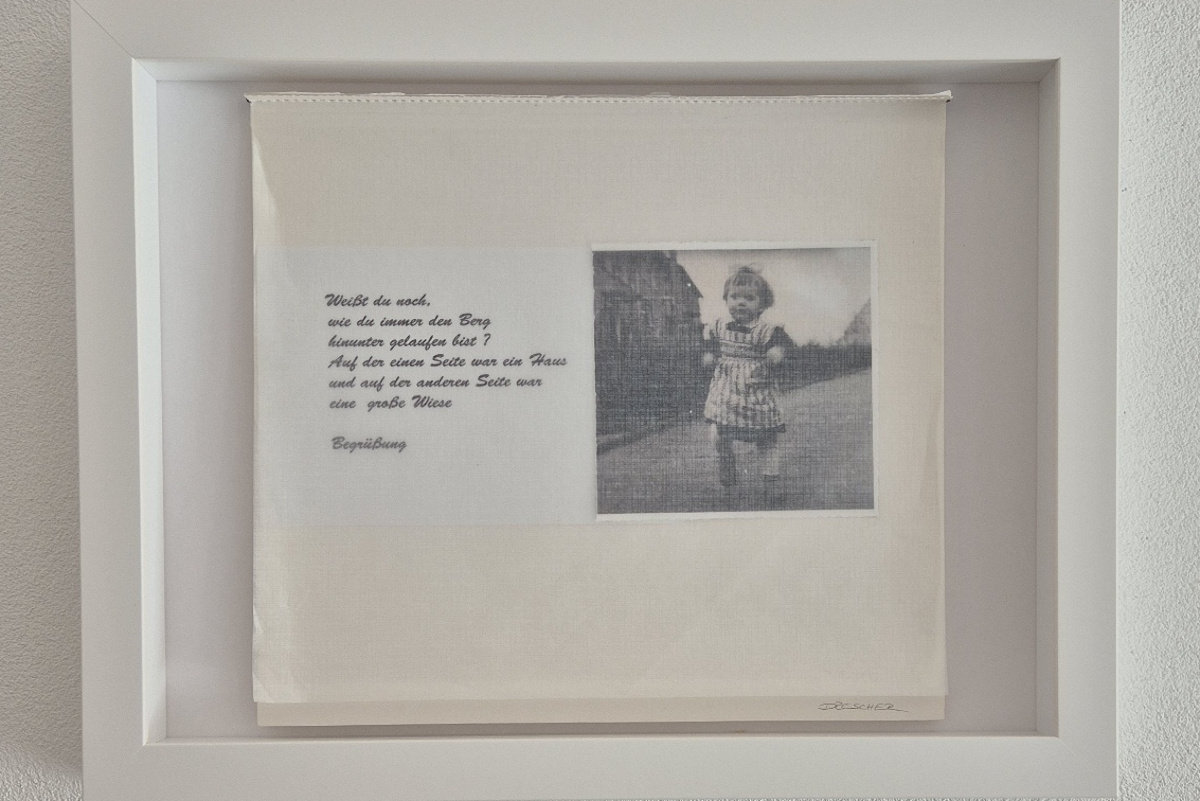 Weißt du noch,
wie du immer den Berg
hinunter gelaufen bist ?
Auf der einen Seite war ein Haus
und auf der anderen Seite war
eine große Wiese
Begrüßung
DRESCHER